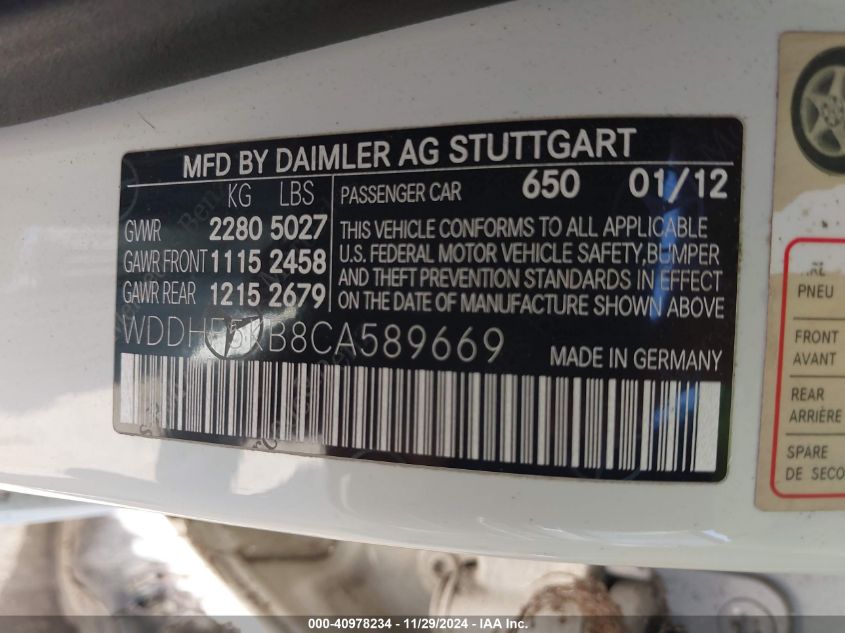 MFD BY DAIMLER AG STUTTGART
KG LBS
GVWR 2280 5027
GAWR FRONT 1115 2458
GAWR REAR 1215 2679
PASSENGER CAR 650 01/12
THIS VEHICLE CONFORMS TO ALL APPLICABLE
U.S. FEDERAL MOTOR VEHICLE SAFETY,BUMPER
AND THEFT PREVENTION STANDARDS IN EFFECT
ON THE DATE OF MANUFACTURE SHOWN ABOVE
MADE IN GERMANY
PNEU
FRONT
AVANT
REAR
ARRIÈRE
SPARE
DE SECO
000-40978234 - 11/29/2024 - IAA Inc.